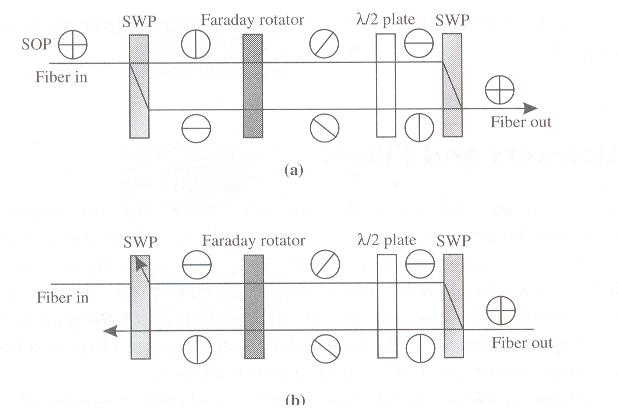 SWP Faraday rotator λ/2 plate SWP
SOP
Fiber in
Fiber out
(a)
SWP Faraday rotator λ/2 plate SWP
Fiber in
Fiber out
(b)